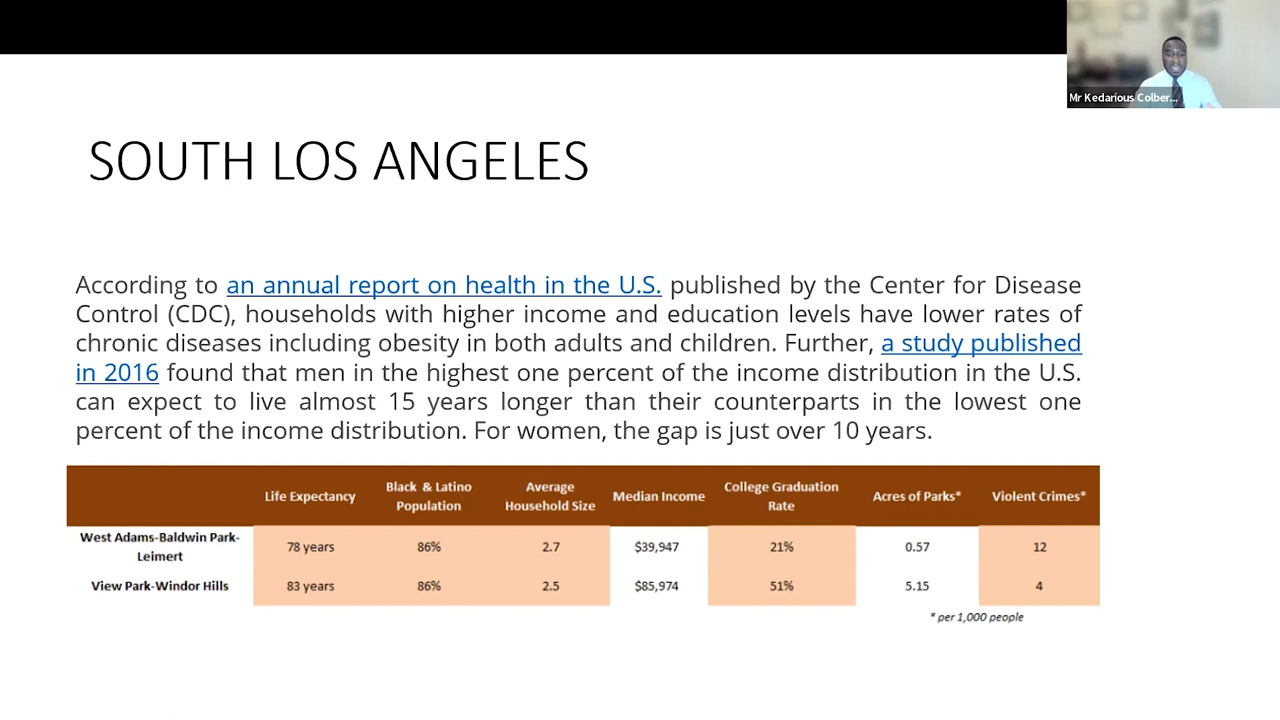 Mr Kedarious Colber...
SOUTH LOS ANGELES
According to an annual report on health in the U.S. published by the Center for Disease
Control (CDC), households with higher income and education levels have lower rates of
chronic diseases including obesity in both adults and children. Further, a study published
in 2016 found that men in the highest one percent of the income distribution in the U.S.
can expect to live almost 15 years longer than their counterparts in the lowest one
percent of the income distribution. For women, the gap is just over 10 years.
Life Expectancy Black & Latino Population Average Household Size Median Income College Graduation Rate Acres of Parks* Violent Crimes*
West Adams-Baldwin Park-Leimert 78 years 86% 2.7 $39,947 21% 0.57 12
View Park-Windor Hills 83 years 86% 2.5 $85,974 51% 5.15 4
* per 1,000 people